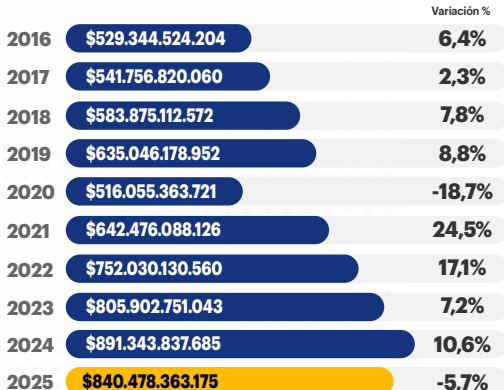 Variación %
2016 $529.344.524.204 6,4%
2017 $541.756.820.060 2,3%
2018 $583.875.112.572 7,8%
2019 $635.046.178.952 8,8%
2020 $516.055.363.721 -18,7%
2021 $642.476.088.126 24,5%
2022 $752.030.130.560 17,1%
2023 $805.902.751.043 7,2%
2024 $891.343.837.685 10,6%
2025 $840.478.363.175 -5,7%